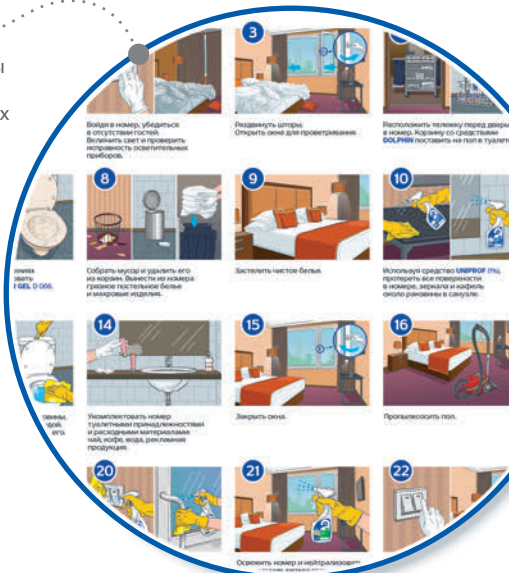 ы
х
3
Войдя в номер, убедиться
в отсутствии гостей.
Включить свет и проверить
исправность осветительных
приборов.
Раздвинуть шторы.
Открыть окна для проветривания.
Расположить тележку перед дверью
в номер. Корзину со средствами
DOLPHIN поставить на пол в туалете
8
9
10
овать
GEL D 066.
Собрать мусор и удалить его
из корзин. Вынести из номера
грязное постельное белье
и махровые изделия.
Застелить чистое белье.
Используя средство UNIPROF
протереть все поверхности
в номере, зеркала и кафель
около раковины в санузле.
14
15
16
его
Укомплектовать номер
туалетными принадлежностями
и расходными материалами:
чай, кофе, вода, рекламная
продукция.
Закрыть окна.
Пропылесосить пол.
20
21
22
Освежить номер и нейтрализовать